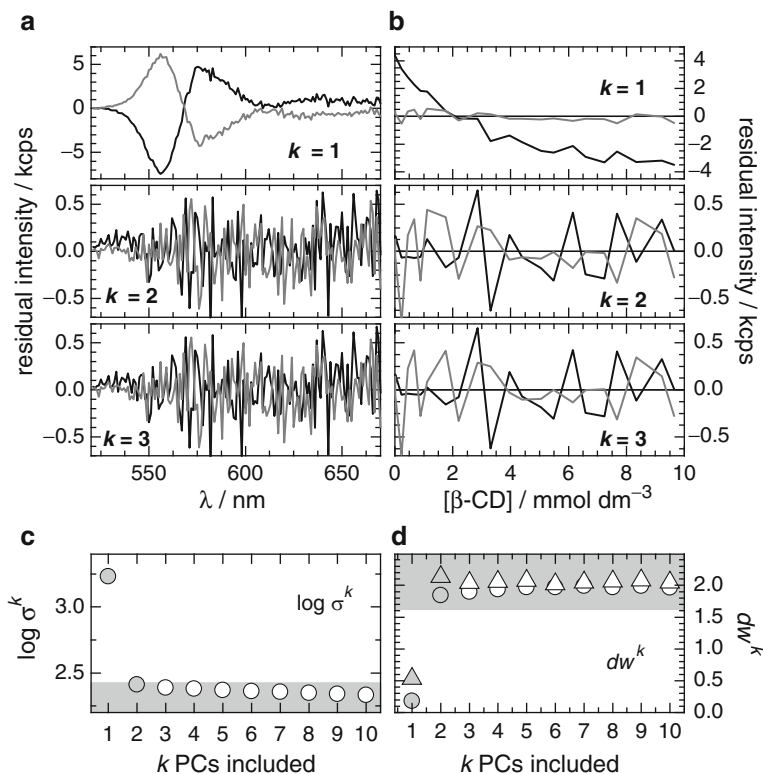 a
b
residual intensity / kcps
5
0
−5
k = 1
4
2
0
−2
−4
k = 1
residual intensity / kcps
0.5
0.0
−0.5
k = 2
0.5
0.0
−0.5
k = 2
0.5
0.0
−0.5
k = 3
0.5
0.0
−0.5
k = 3
550 600 650
λ / nm
0 2 4 6 8 10
[β-CD] / mmol dm−3
c
d
log σk
3.0
2.5
log σk
1 2 3 4 5 6 7 8 9 10
k PCs included
2.0
1.5
1.0
0.5
0.0
dwk
dwk
1 2 3 4 5 6 7 8 9 10
k PCs included